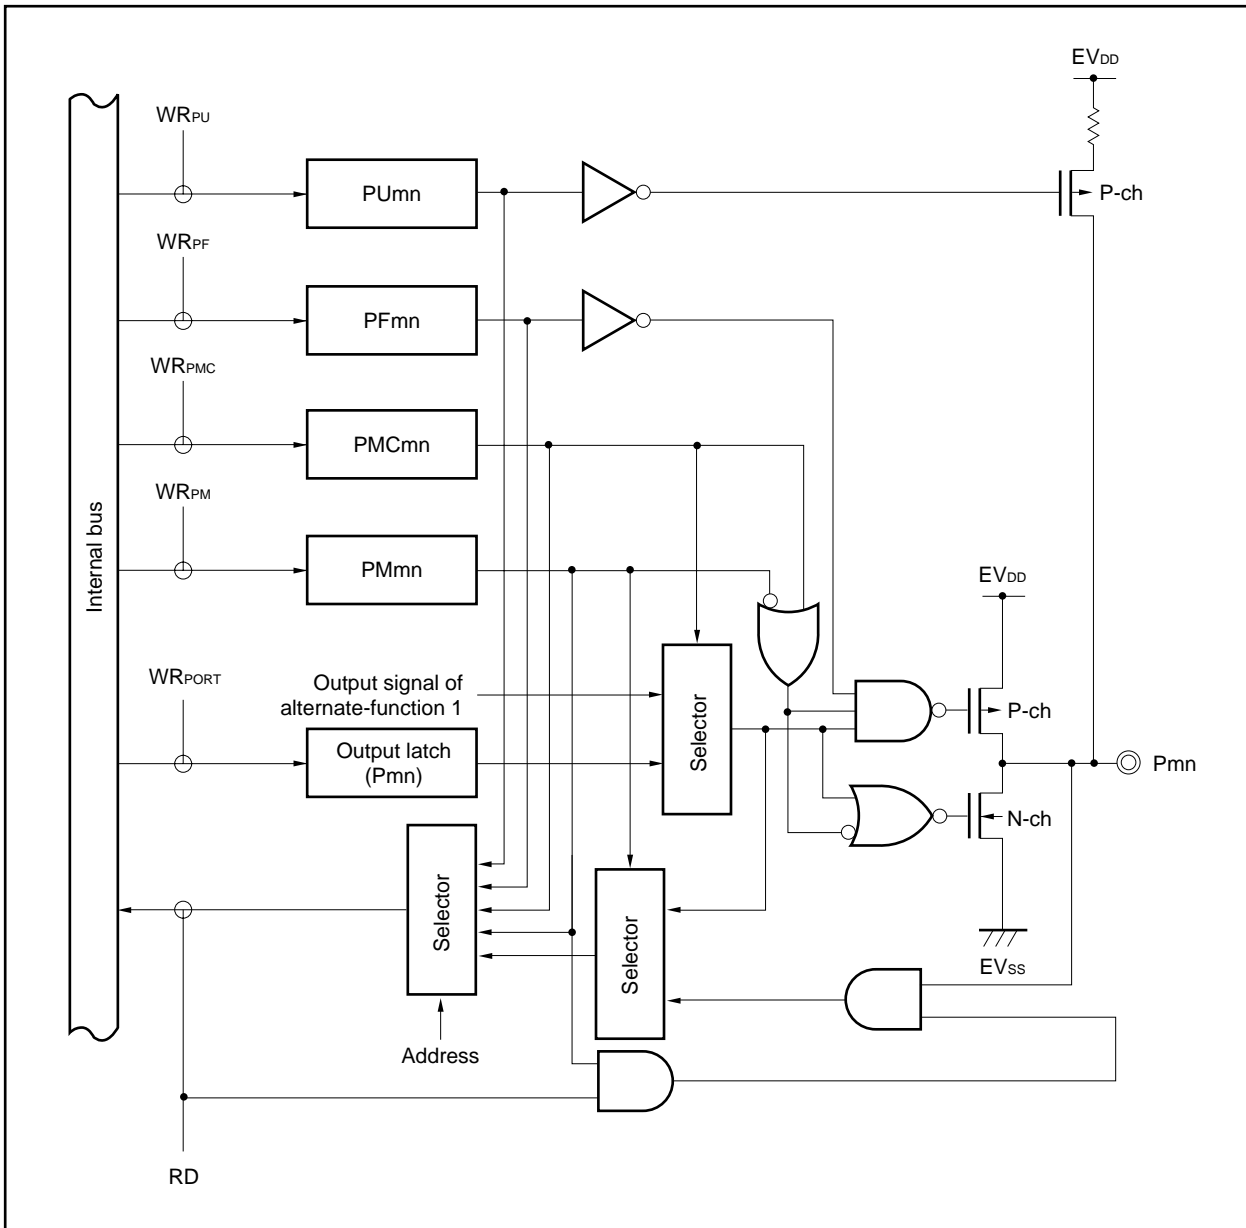 EVDD
WRPU
PUmn
P-ch
WRPF
PFmn
WRPMC
PMCmn
WRPM
PMmn
Internal bus
EVDD
WRPORT
Output signal of
alternate-function 1
Selector
P-ch
Output latch
(Pmn)
Pmn
N-ch
Selector
Selector
EVSS
Address
RD